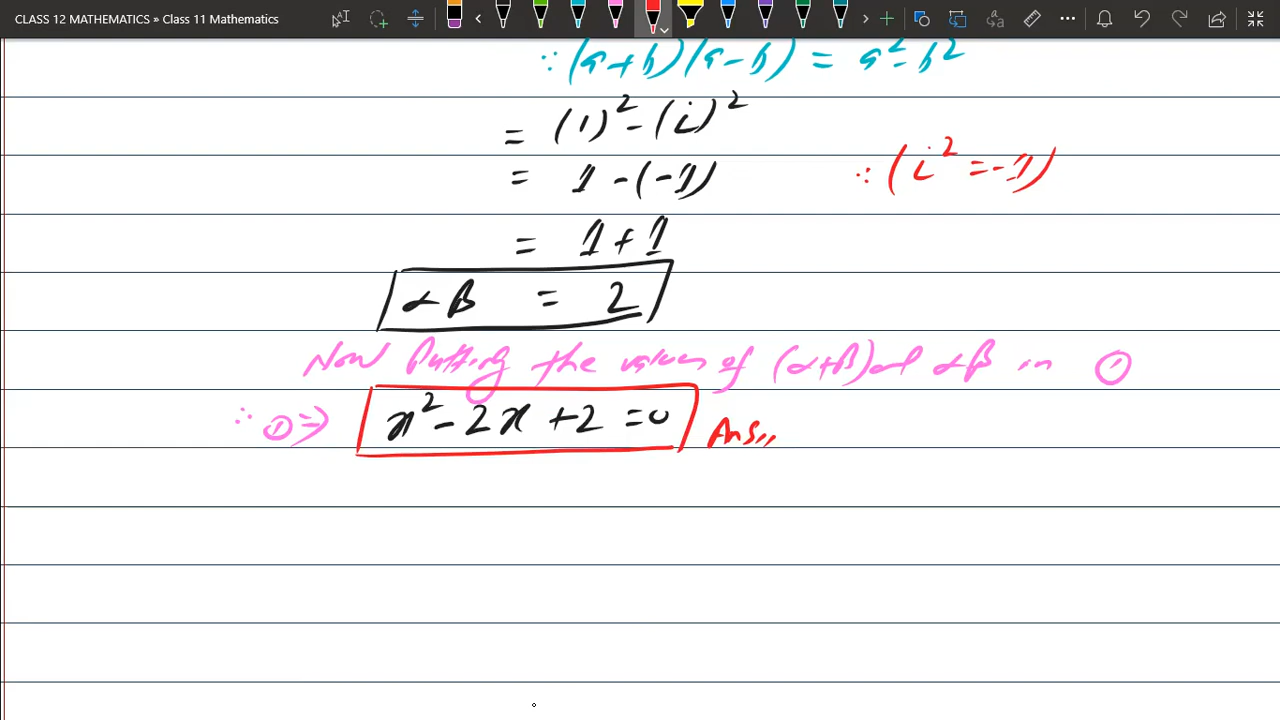 CLASS 12 MATHEMATICS » Class 11 Mathematics
∵ (a+b)(a-b) = a²-b²
= (1)² - (i)²
= 1 - (-1) ∵ (i² = -1)
= 1 + 1
αβ = 2
Now Putting the values of (α+β) and αβ in ①
∵ ① ⇒ x² - 2x + 2 = 0 Ans,,